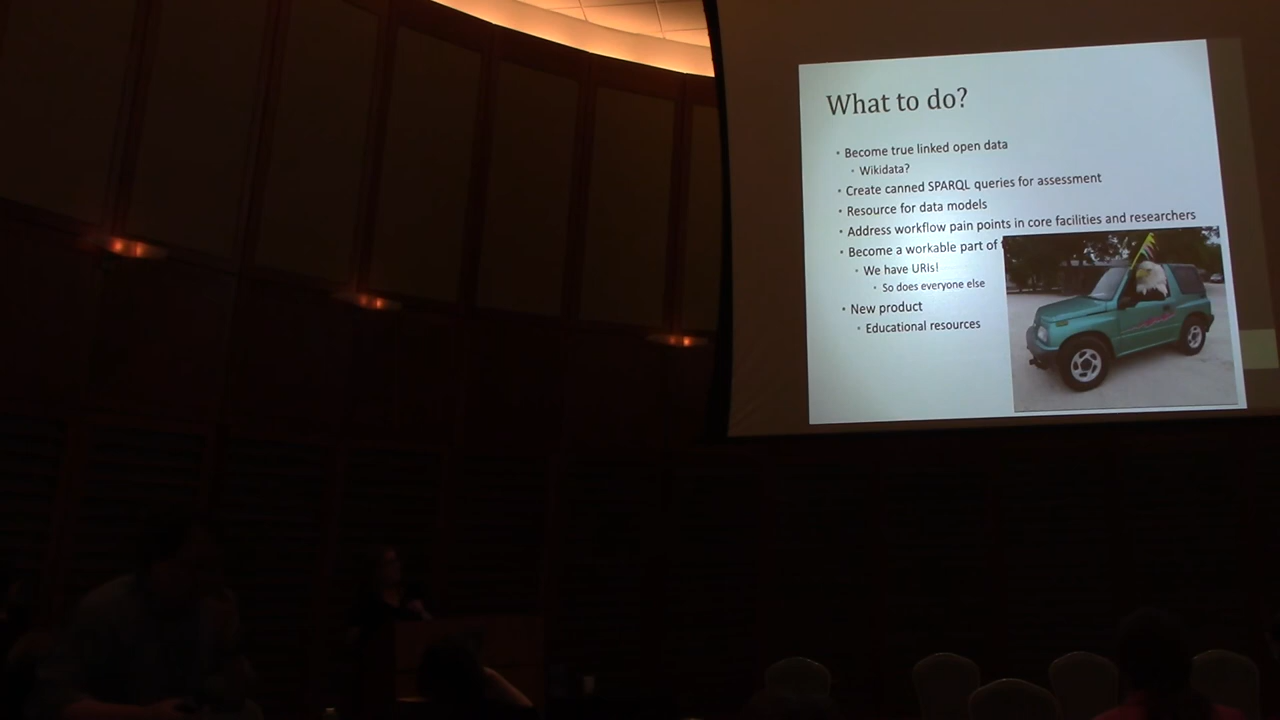 What to do?
• Become true linked open data
• Wikidata?
• Create canned SPARQL queries for assessment
• Resource for data models
• Address workflow pain points in core facilities and researchers
• Become a workable part of
• We have URIs!
• So does everyone else
• New product
• Educational resources